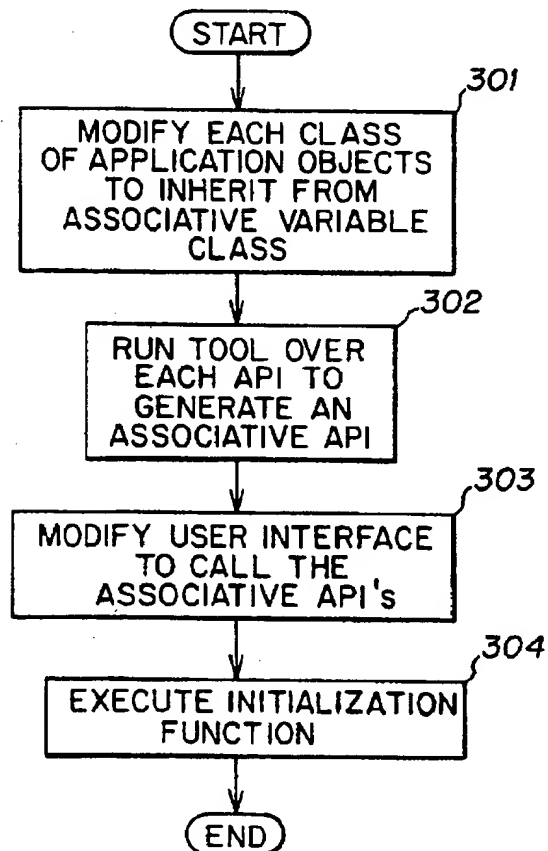 START
301
MODIFY EACH CLASS
OF APPLICATION OBJECTS
TO INHERIT FROM
ASSOCIATIVE VARIABLE
CLASS
302
RUN TOOL OVER
EACH API TO
GENERATE AN
ASSOCIATIVE API
303
MODIFY USER INTERFACE
TO CALL THE
ASSOCIATIVE API's
304
EXECUTE INITIALIZATION
FUNCTION
END